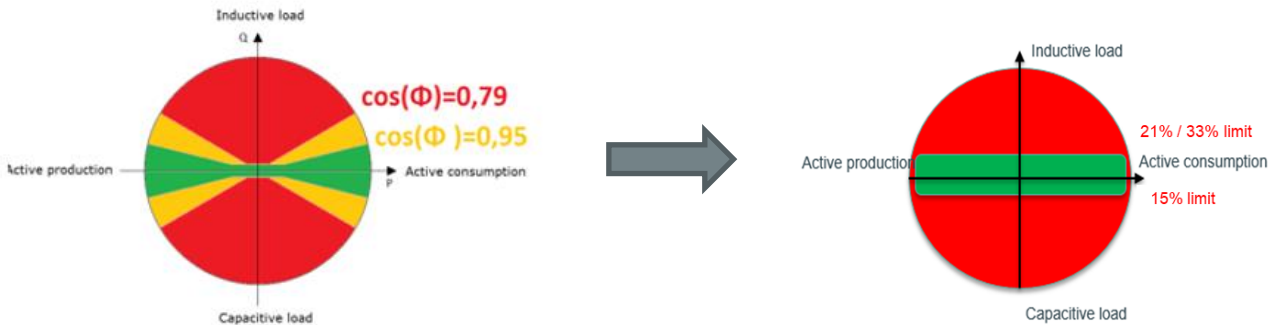 Inductive load
Q
cos(Φ)=0,79
cos(Φ )=0,95
Active production
P
Active consumption
Capacitive load
Inductive load
21% / 33% limit
Active production
Active consumption
15% limit
Capacitive load